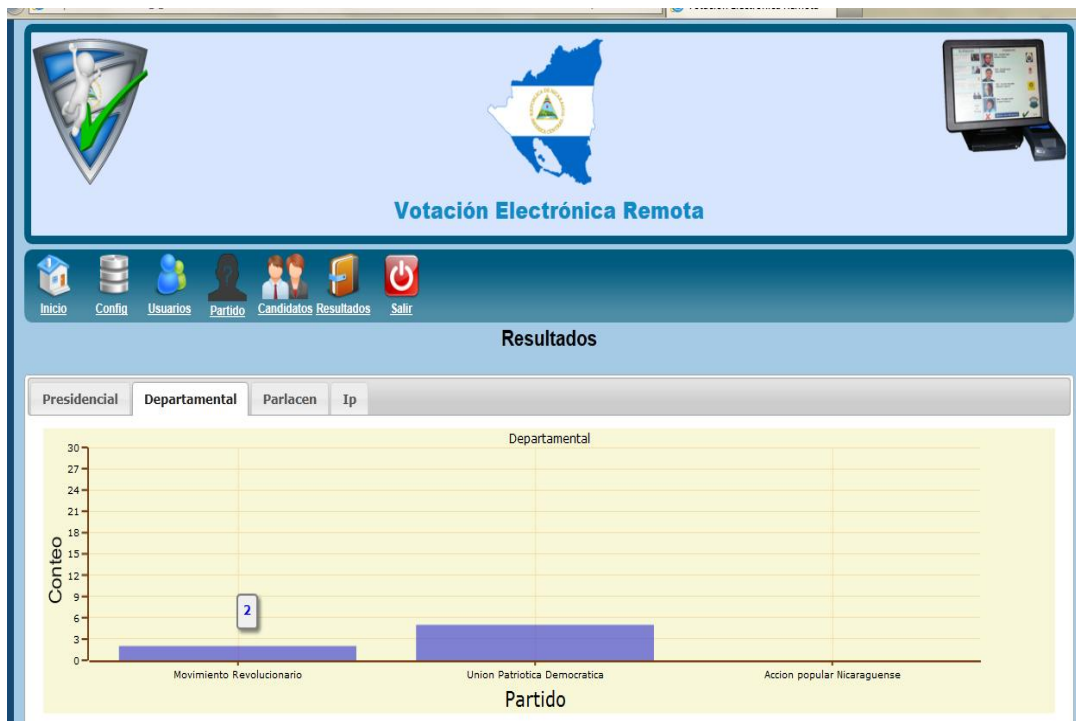 Votación Electrónica Remota
Inicio Config Usuarios Partido Candidatos Resultados Salir
Resultados
Presidencial Departamental Parlacen Ip
Departamental
30
27
24
21
18
15
12
9
6
3
0
Conteo
2
Movimiento Revolucionario Union Patriotica Democratica Accion popular Nicaraguense
Partido